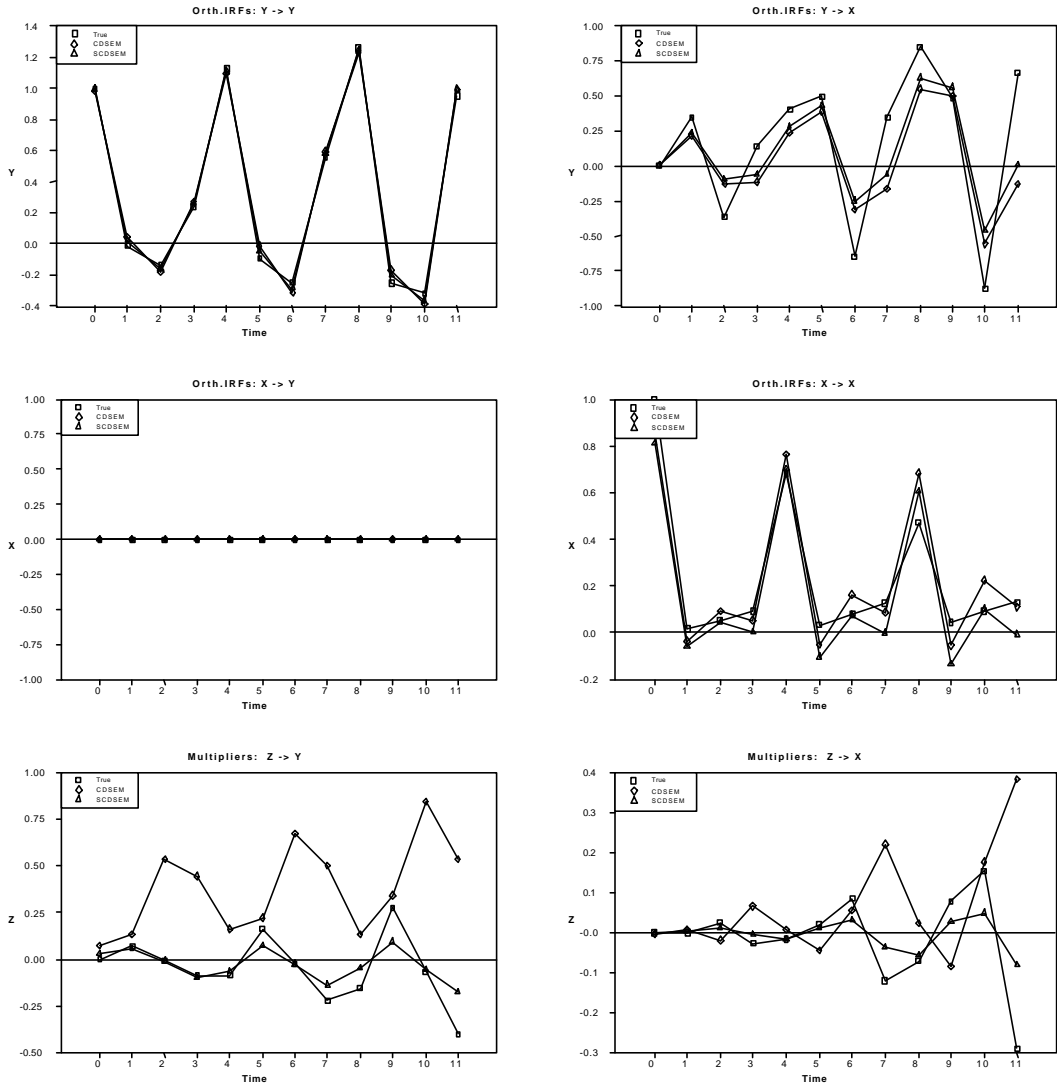 Orth.IRFs: Y -> Y
True
CDSEM
SCDSEM
1.4
1.2
1.0
0.8
0.6
0.4
0.2
0.0
-0.2
-0.4
Y
0 1 2 3 4 5 6 7 8 9 10 11
Time
Orth.IRFs: Y -> X
True
CDSEM
SCDSEM
1.00
0.75
0.50
0.25
0.00
-0.25
-0.50
-0.75
-1.00
Y
0 1 2 3 4 5 6 7 8 9 10 11
Time
Orth.IRFs: X -> Y
True
CDSEM
SCDSEM
1.00
0.75
0.50
0.25
0.00
-0.25
-0.50
-0.75
-1.00
X
0 1 2 3 4 5 6 7 8 9 10 11
Time
Orth.IRFs: X -> X
True
CDSEM
SCDSEM
1.0
0.8
0.6
0.4
0.2
0.0
-0.2
X
0 1 2 3 4 5 6 7 8 9 10 11
Time
Multipliers: Z -> Y
True
CDSEM
SCDSEM
1.00
0.75
0.50
0.25
0.00
-0.25
-0.50
Z
0 1 2 3 4 5 6 7 8 9 10 11
Time
Multipliers: Z -> X
True
CDSEM
SCDSEM
0.4
0.3
0.2
0.1
-0.0
-0.1
-0.2
-0.3
Z
0 1 2 3 4 5 6 7 8 9 10 11
Time